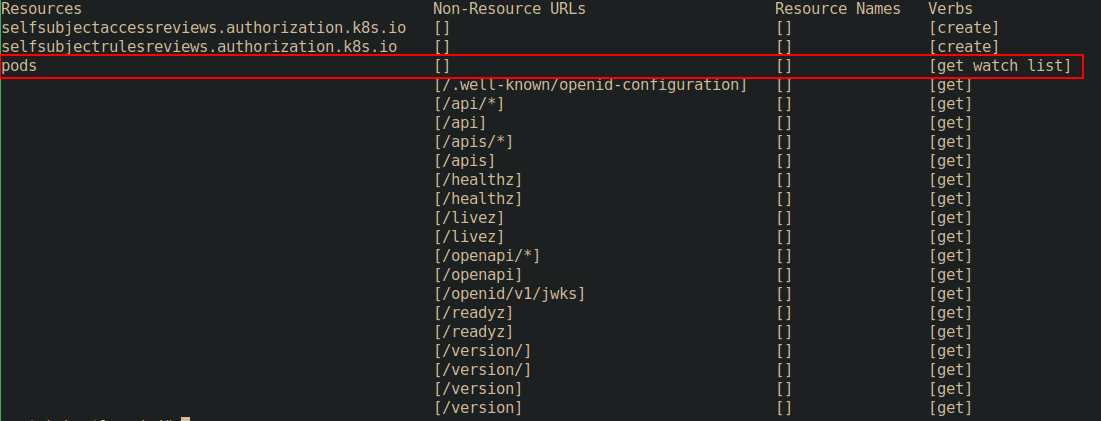 Resources Non-Resource URLs Resource Names Verbs
selfsubjectaccessreviews.authorization.k8s.io [] [] [create]
selfsubjectrulesreviews.authorization.k8s.io [] [] [create]
pods [] [] [get watch list]
[/.well-known/openid-configuration] [] [get]
[/api/*] [] [get]
[/api] [] [get]
[/apis/*] [] [get]
[/apis] [] [get]
[/healthz] [] [get]
[/healthz] [] [get]
[/livez] [] [get]
[/livez] [] [get]
[/openapi/*] [] [get]
[/openapi] [] [get]
[/openid/v1/jwks] [] [get]
[/readyz] [] [get]
[/readyz] [] [get]
[/version/] [] [get]
[/version/] [] [get]
[/version] [] [get]
[/version] [] [get]